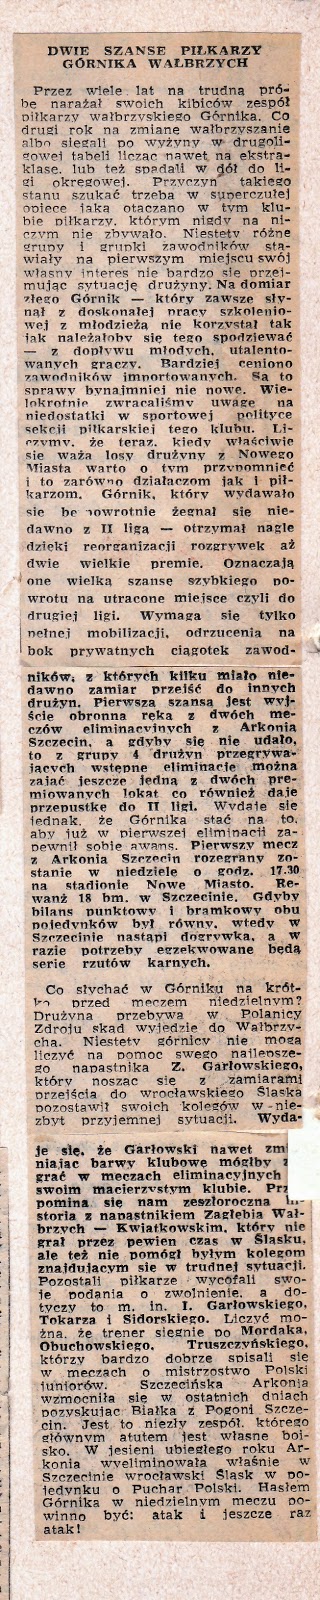 DWIE SZANSE PIŁKARZY
GÓRNIKA WAŁBRZYCH
Przez wiele lat na trudną pró-
bę narażał swoich kibiców zespół
piłkarzy wałbrzyskiego Górnika. Co
drugi rok na zmianę wałbrzyszanie
albo sięgali po wyżyny w drugoli-
gowej tabeli licząc nawet na ekstra-
klasę, lub też spadali w dół do li-
gi okręgowej. Przyczyn takiego
stanu szukać trzeba w superczułej
opiece jaką otaczano w tym klu-
bie piłkarzy, którym nigdy na ni-
czym nie zbywało. Niestety różne
grupy i grupki zawodników sta-
wiały na pierwszym miejscu swój
własny interes nie bardzo się przej-
mując sytuacją drużyny. Na domiar
złego Górnik — który zawsze sły-
nął z doskonałej pracy szkolenio-
wej z młodzieżą nie korzystał tak
jak należałoby się tego spodziewać
— z dopływu młodych, utalento-
wanych graczy. Bardziej ceniono
zawodników importowanych. Są to
sprawy bynajmniej nie nowe. Wie-
lokrotnie zwracaliśmy uwagę na
niedostatki w sportowej polityce
sekcji piłkarskiej tego klubu. Li-
czymy, że teraz, kiedy właściwie
się ważą losy drużyny z Nowego
Miasta warto o tym przypomnieć
i to zarówno działaczom jak i pił-
karzom. Górnik, który wydawało
się bezpowrotnie żegnał się nie-
dawno z II ligą — otrzymał nagle
dzięki reorganizacji rozgrywek aż
dwie wielkie premie. Oznaczają
one wielką szansę szybkiego po-
wrotu na utracone miejsce czyli do
drugiej ligi. Wymaga się tylko
pełnej mobilizacji, odrzucenia na
bok prywatnych ciągotek zawod-
ników, z których kilku miało nie-
dawno zamiar przejść do innych
drużyn. Pierwszą szansą jest wyj-
ście obronną ręką z dwóch me-
czów eliminacyjnych z Arkonią
Szczecin, a gdyby się nie udało,
to z grupy 4 drużyn przegrywa-
jących wstępne eliminacje można
zająć jeszcze jedną z dwóch pre-
miowanych lokat co również daje
przepustkę do II ligi. Wydaje się
jednak, że Górnika stać na to,
aby już w pierwszej eliminacji za-
pewnił sobie awans. Pierwszy mecz
z Arkonią Szczecin rozegrany zo-
stanie w niedzielę o godz. 17.30
na stadionie Nowe Miasto. Re-
wanż 18 bm. w Szczecinie. Gdyby
bilans punktowy i bramkowy obu
pojedynków był równy, wtedy w
Szczecinie nastąpi dogrywka, a w
razie potrzeby egzekwowane będą
serie rzutów karnych.
Co słychać w Górniku na krót-
ko przed meczem niedzielnym?
Drużyna przebywa w Polanicy
Zdroju skąd wyjedzie do Wałbrzy-
cha. Niestety górnicy nie mogą
liczyć na pomoc swego najlepsze-
go napastnika Z. Garłowskiego,
który nosząc się z zamiarami
przejścia do wrocławskiego Śląska
pozostawił swoich kolegów w nie-
zbyt przyjemnej sytuacji. Wyda-
je się, że Garłowski nawet zmie
niając barwy klubowe mógłby z
grać w meczach eliminacyjnych
swoim macierzystym klubie. Prz
pomina się nam zeszłoroczna
storia z napastnikiem Zagłębia Wał-
brzych — Kwiatkowskim, który nie
grał przez pewien czas w Śląsku,
ale też nie pomógł byłym kolegom
znajdującym się w trudnej sytuacji.
Pozostali piłkarze wycofali swo-
je podania o zwolnienie, a do-
tyczy to m. in. I. Garłowskiego,
Tokarza i Sidorskiego. Liczyć mo-
żna, że trener sięgnie po Mordaka,
Obuchowskiego, Truszczyńskiego,
którzy bardzo dobrze spisali się
w meczach o mistrzostwo Polski
juniorów. Szczecińska Arkonia
wzmocniła się w ostatnich dniach
pozyskując Białka z Pogoni Szcze-
cin. Jest to niezły zespół, którego
głównym atutem jest własne boi-
sko. W jesieni ubiegłego roku Ar-
konia wyeliminowała właśnie w
Szczecinie wrocławski Śląsk w po-
jedynku o Puchar Polski. Hasłem
Górnika w niedzielnym meczu po-
winno być: atak i jeszcze raz
atak!